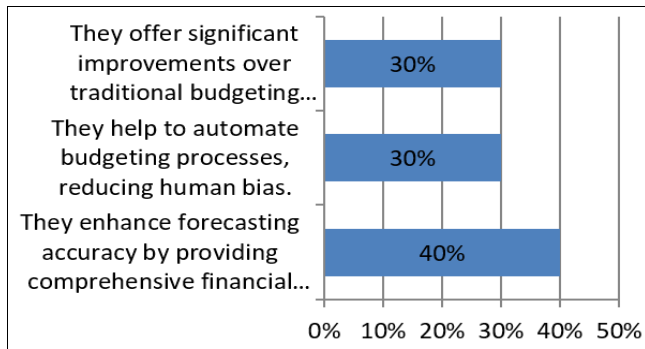 They offer significant
improvements over
traditional budgeting...
30%
They help to automate
budgeting processes,
reducing human bias.
30%
They enhance forecasting
accuracy by providing
comprehensive financial...
40%
0% 10% 20% 30% 40% 50%